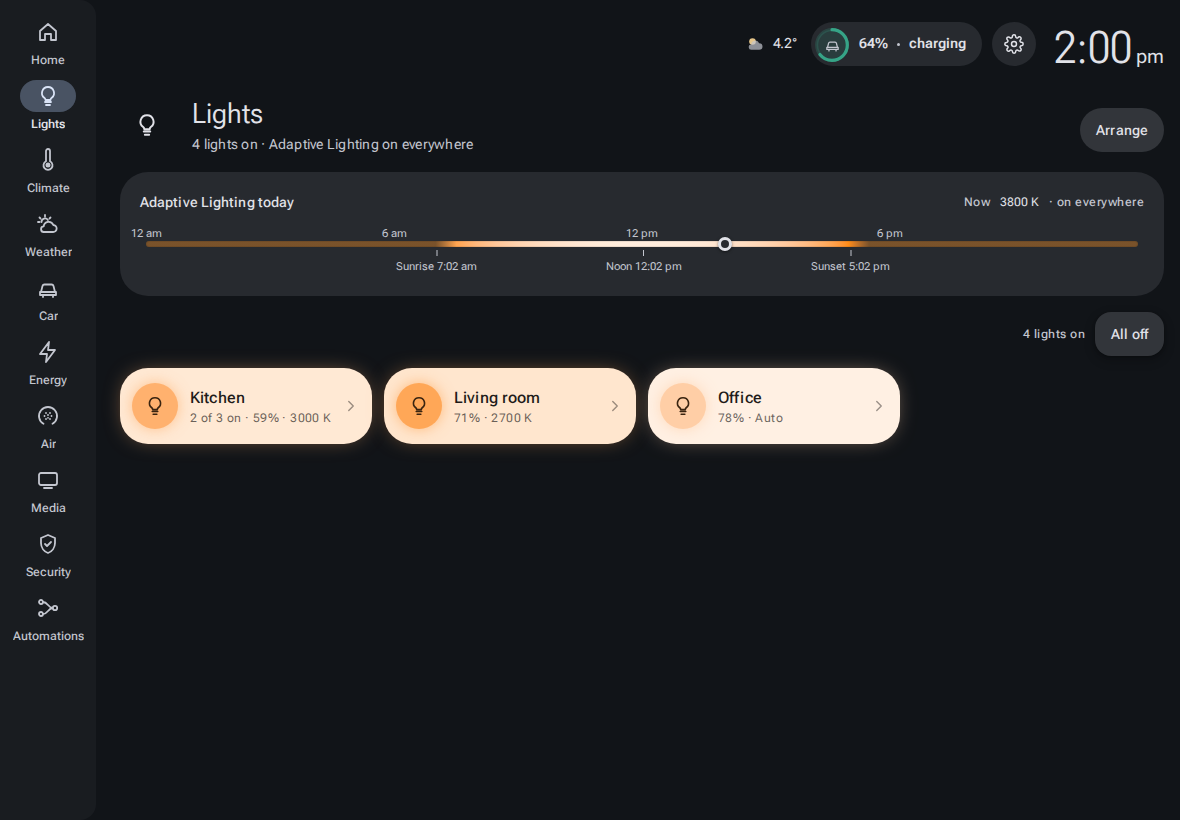 Home
Lights
Climate
Weather
Car
Energy
Air
Media
Security
Automations
4.2°
64% · charging
2:00 pm
Lights
4 lights on · Adaptive Lighting on everywhere
Arrange
Adaptive Lighting today
Now 3800 K · on everywhere
12 am 6 am 12 pm 6 pm
Sunrise 7:02 am Noon 12:02 pm Sunset 5:02 pm
4 lights on
All off
Kitchen
2 of 3 on · 59% · 3000 K
Living room
71% · 2700 K
Office
78% · Auto